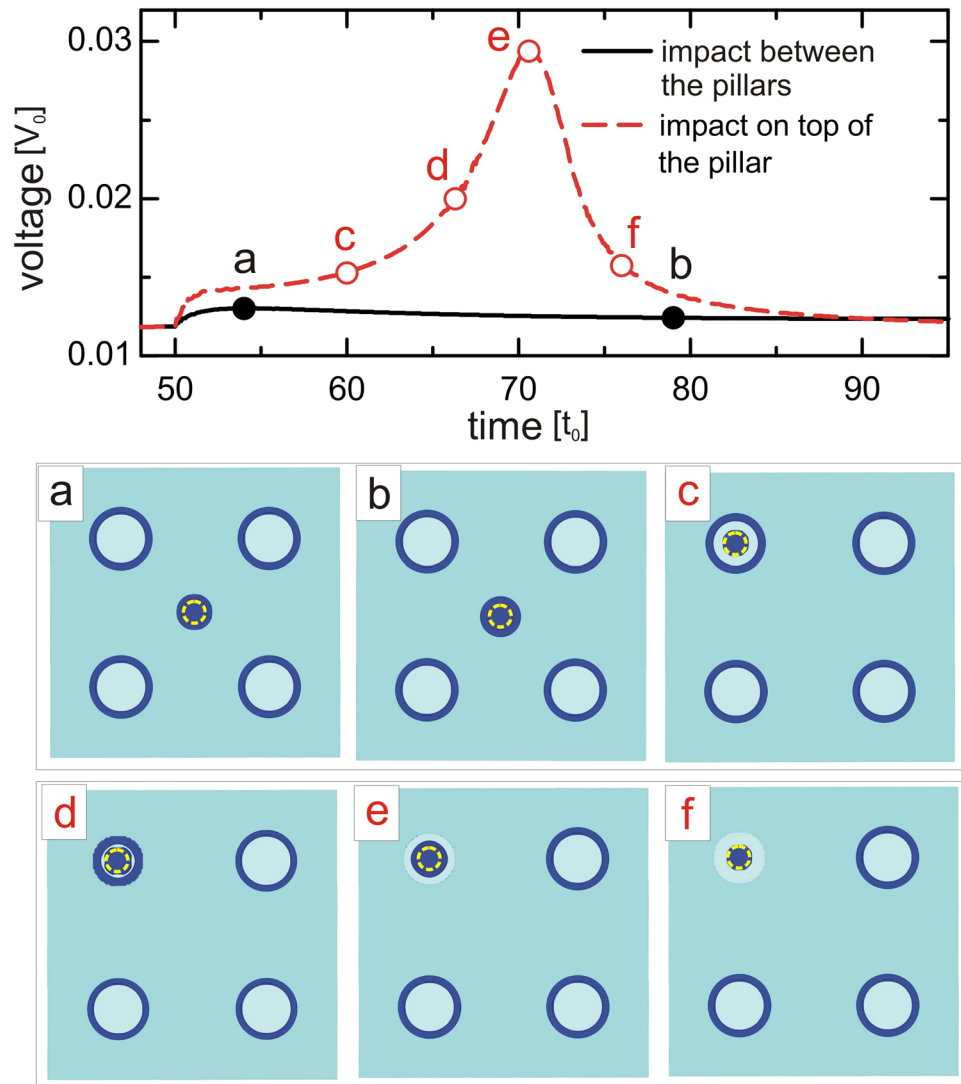 0.03
0.02
0.01
voltage [V₀]
e
d
c
a
f
b
impact between
the pillars
impact on top of
the pillar
50 60 70 80 90
time [t₀]
a
b
c
d
e
f